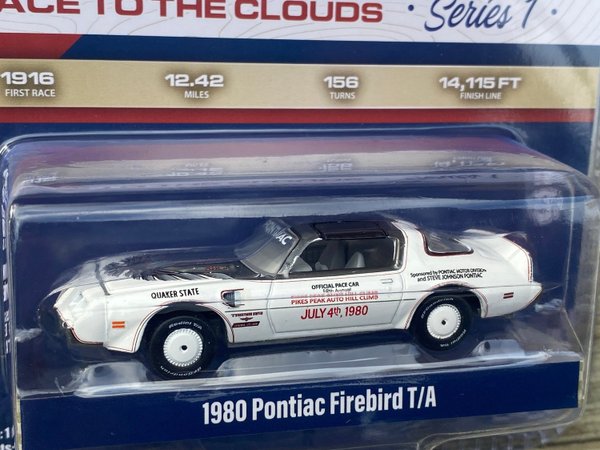 ACE TO THE CLOUDS
• Series 1 •
1916
FIRST RACE
12.42
MILES
156
TURNS
14,115 FT
FINISH LINE
PONTIAC
QUAKER STATE
OFFICIAL PACE CAR
PIKES PEAK AUTO HILL CLIMB
JULY 4th, 1980
Sponsored by PONTIAC MOTOR DIVISION
and STEVE JOHNSON PONTIAC
1980 Pontiac Firebird T/A